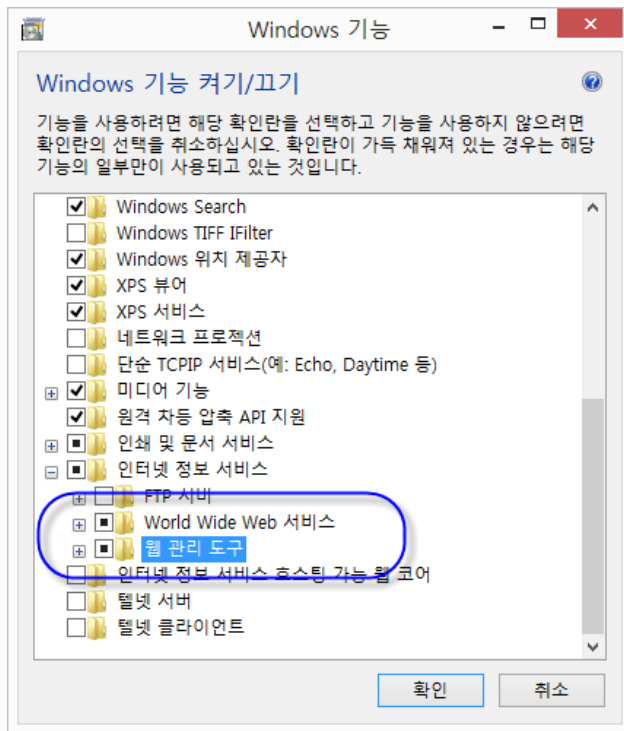 Windows 기능
Windows 기능 켜기/끄기
기능을 사용하려면 해당 확인란을 선택하고 기능을 사용하지 않으려면
확인란의 선택을 취소하십시오. 확인란이 가득 채워져 있는 경우는 해당
기능의 일부만이 사용되고 있는 것입니다.
Windows Search
Windows TIFF IFilter
Windows 위치 제공자
XPS 뷰어
XPS 서비스
네트워크 프로젝션
단순 TCPIP 서비스(예: Echo, Daytime 등)
미디어 기능
원격 차등 압축 API 지원
인쇄 및 문서 서비스
인터넷 정보 서비스
FTP 서버
World Wide Web 서비스
웹 관리 도구
인터넷 정보 서비스 호스팅 가능 웹 코어
텔넷 서버
텔넷 클라이언트
확인
취소